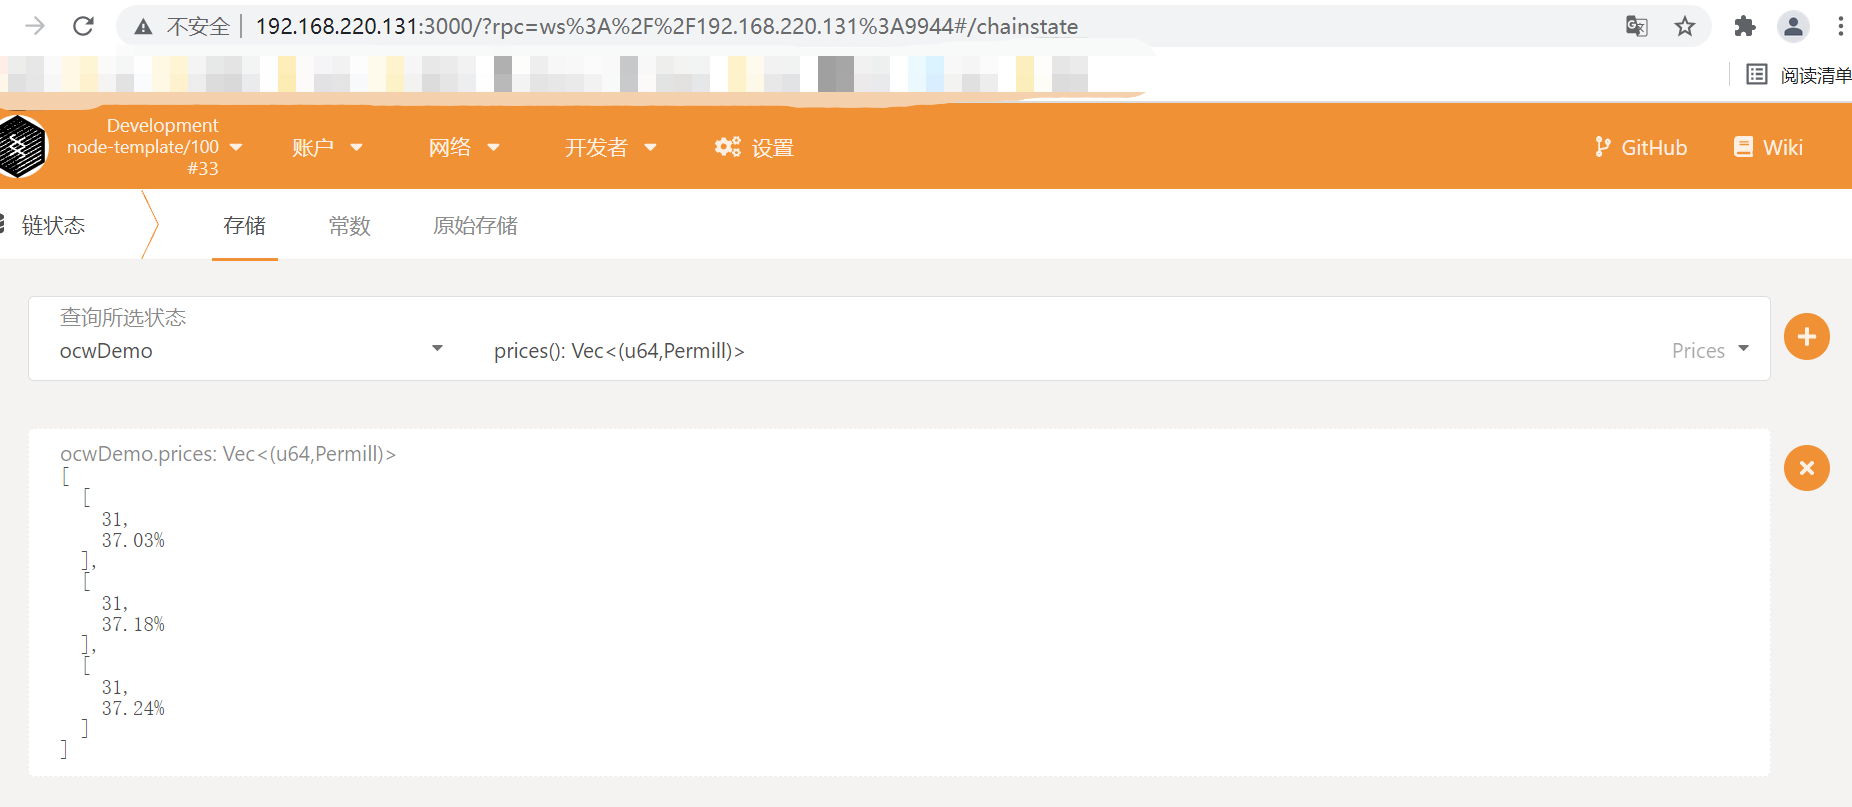 不安全 192.168.220.131:3000/?rpc=ws%3A%2F%2F192.168.220.131%3A9944#/chainstate
阅读清单
Development
node-template/100
#33
账户
网络
开发者
设置
GitHub
Wiki
链状态
存储
常数
原始存储
查询所选状态
ocwDemo
prices(): Vec<(u64,Permill)>
Prices
ocwDemo.prices: Vec<(u64,Permill)>
[
[
31,
37.03%
],
[
31,
37.18%
],
[
31,
37.24%
]
]